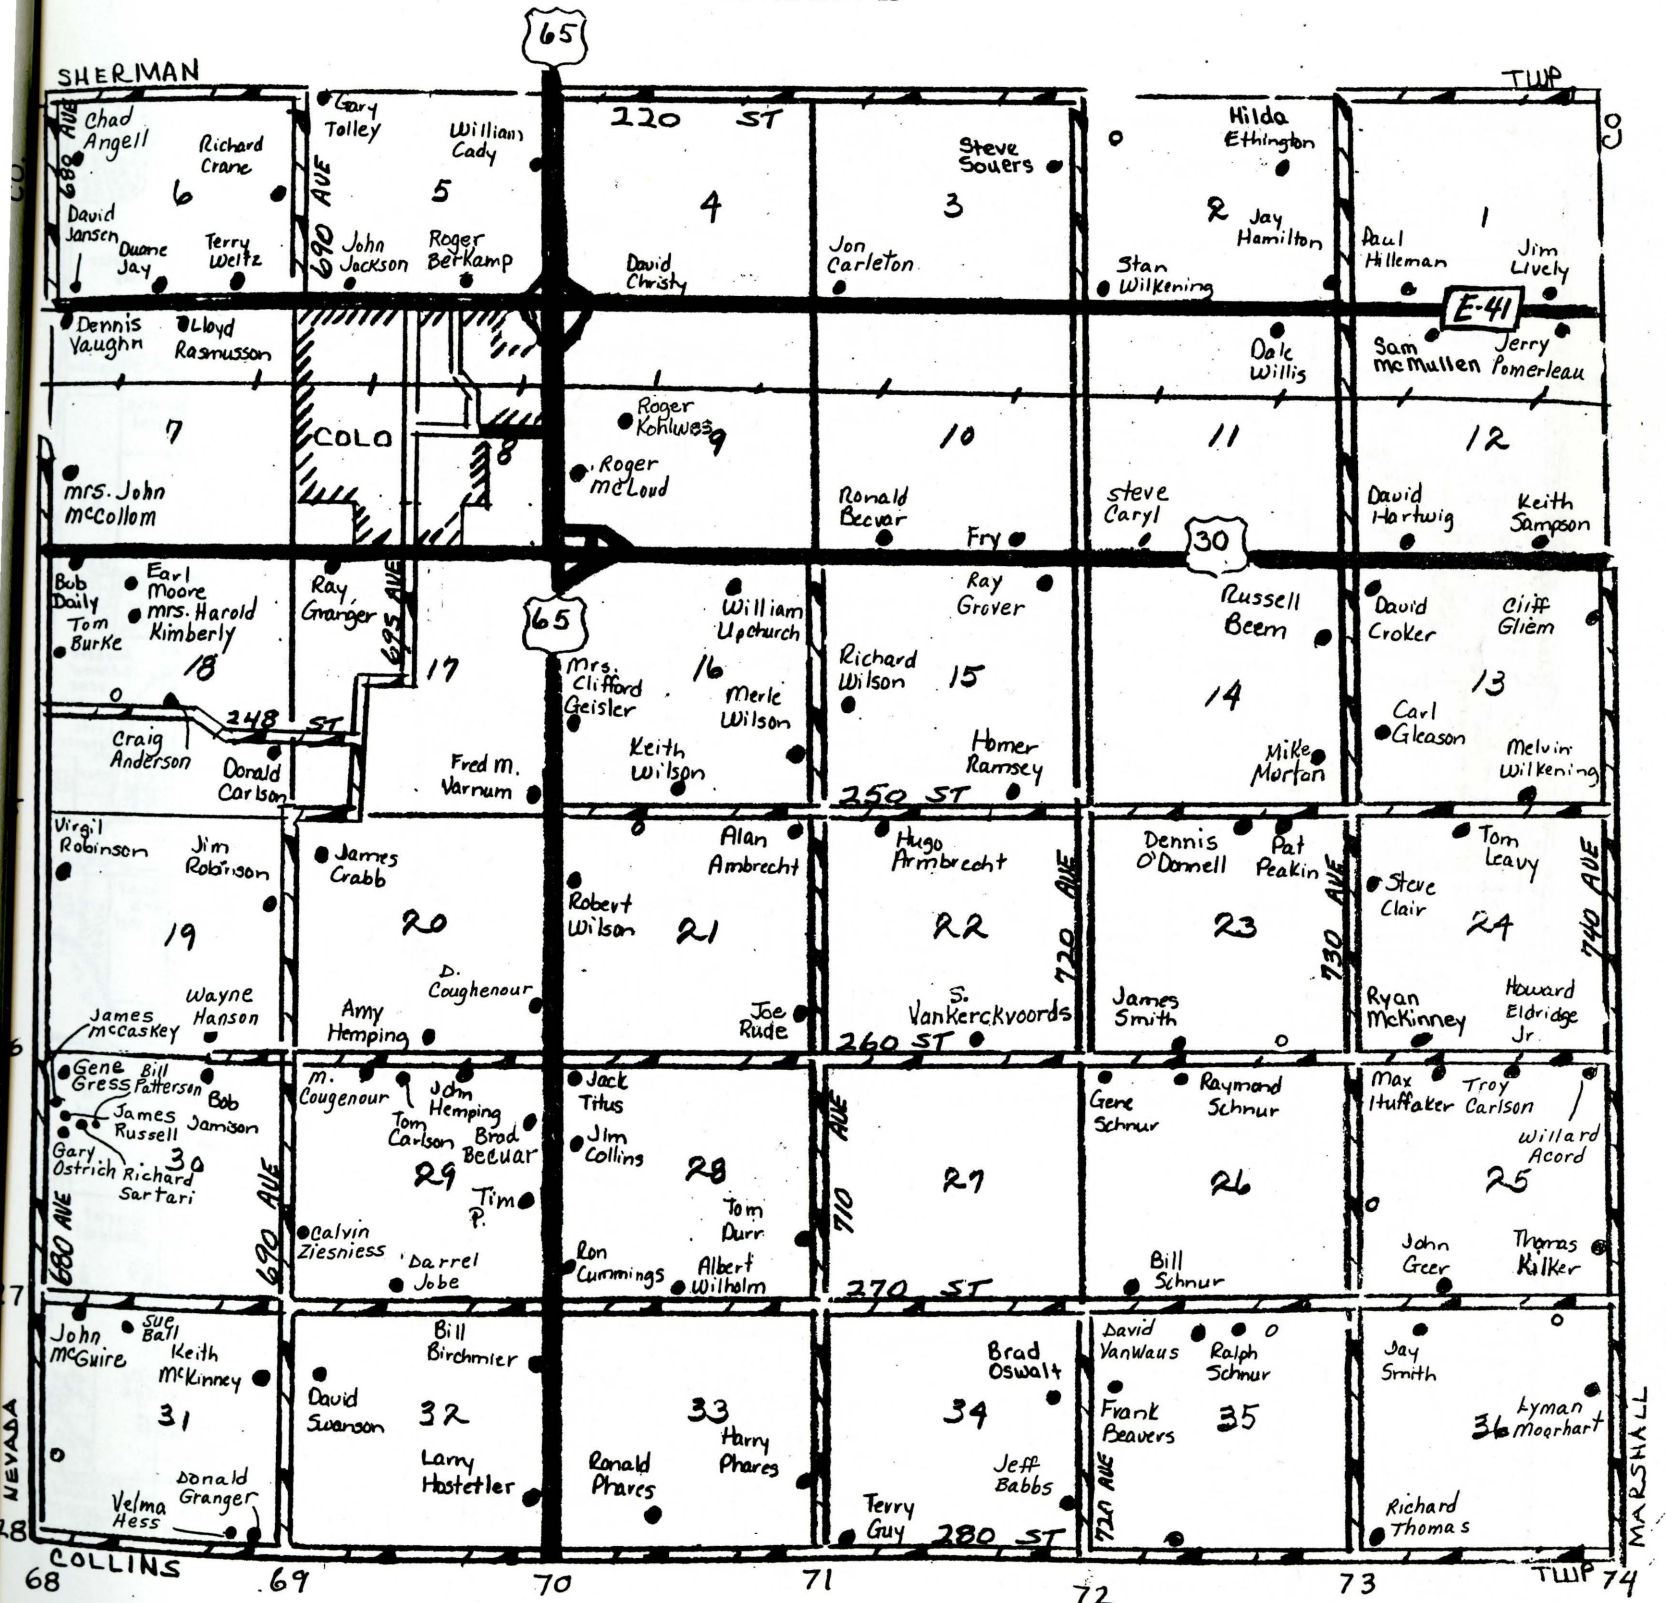 65
SHERMAN
TWP
CO.
CO
680 AVE
Chad
Angell
Richard
Crane
6
David
Jansen
Duane
Jay
Terry
Weltz
Gary
Tolley
690 AVE
William
Cady
5
John
Jackson
Roger
Berkamp
220 ST
4
David
Christy
Steve
Souers
3
Jon
Carleton
Hilda
Ethington
2
Jay
Hamilton
Stan
Wilkening
1
Paul
Hilleman
Jim
Lively
E-41
Dennis
Vaughn
Lloyd
Rasmusson
7
Mrs. John
McCollom
COLO
8
Roger
Kohlwes
9
Roger
McLoud
10
Ronald
Becvar
Fry
Dale
Willis
11
Steve
Caryl
Sam
McMullen
Jerry
Pomerleau
12
David
Hartwig
Keith
Sampson
30
65
Bob
Daily
Earl
Moore
Mrs. Harold
Kimberly
Tom
Burke
18
248 ST
Craig
Anderson
Donald
Carlson
Ray
Granger
695 AVE
17
Fred M.
Varnum
William
Upchurch
Mrs.
Clifford
Geisler
16
Merle
Wilson
Keith
Wilson
Ray
Grover
Richard
Wilson
15
Homer
Ramsey
250 ST
Russell
Beem
14
Mike
Morton
David
Croker
Cliff
Gliem
13
Carl
Gleason
Melvin
Wilkening
Virgil
Robinson
Jim
Robinson
19
Wayne
Hanson
James
McCaskey
James
Crabb
20
D.
Coughenour
Amy
Hemping
Alan
Ambrecht
Robert
Wilson
21
Joe
Rude
Hugo
Armbrecht
22
S.
VanKerckvoords
260 ST
720 AVE
Dennis
O'Donnell
Pat
Peakin
23
James
Smith
730 AVE
Tom
Leavy
Steve
Clair
24
740 AVE
Ryan
McKinney
Howard
Eldridge
Jr.
6
Gene
Gress
Bill
Patterson
Bob
Jamison
James
Russell
Gary
Ostrich
30
Richard
Sartari
680 AVE
690 AVE
M.
Cougenour
Tom
Carlson
John
Hemping
Brad
Becuar
29
Tim
P.
Calvin
Ziesniess
Darrel
Jobe
Jack
Titus
Jim
Collins
28
Tom
Durr
Ron
Cummings
Albert
Wilholm
710 AVE
27
270 ST
Gene
Schnur
Raymond
Schnur
26
Bill
Schnur
Max
Huffaker
Troy
Carlson
Willard
Acord
25
John
Geer
Thomas
Kilker
7
John
McGuire
Sue
Ball
Keith
McKinney
31
Donald
Granger
Velma
Hess
Bill
Birchmier
David
Swanson
32
Larry
Hostetler
33
Harry
Phares
Ronald
Phares
Brad
Oswalt
34
Jeff
Babbs
Terry
Guy
280 ST
David
VanWaus
Ralph
Schnur
Frank
Beavers
35
720 AVE
Jay
Smith
36
Lyman
Moorhart
Richard
Thomas
NEVADA
MARSHALL
8
COLLINS
TWP
68
69
70
71
72
73
74